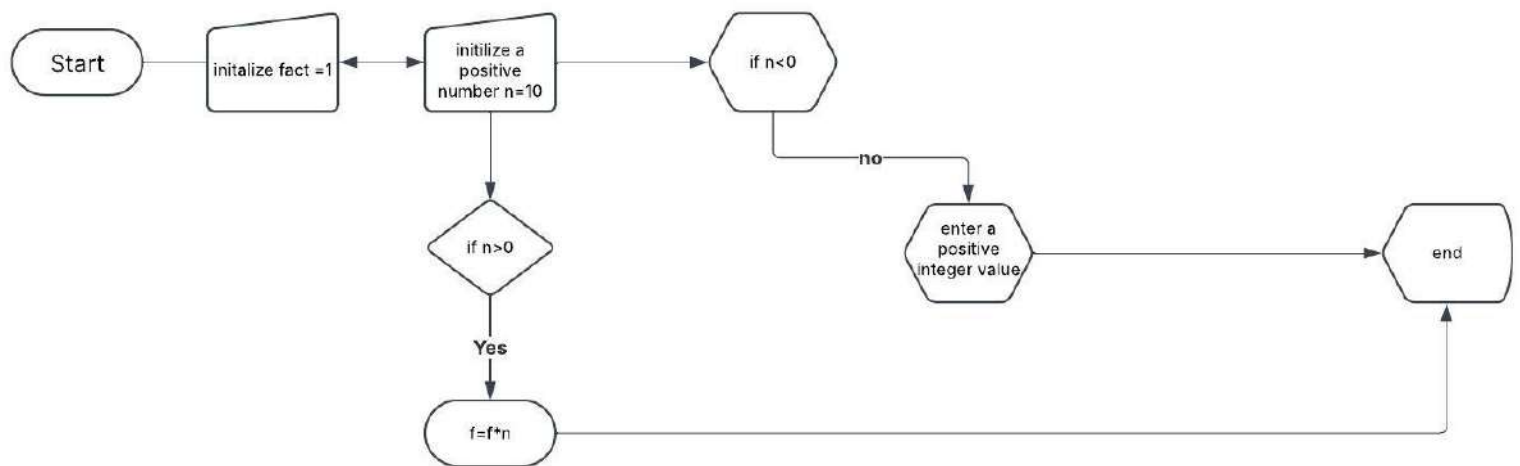 Start
initalize fact =1
initilize a
positive
number n=10
if n<0
no
enter a
positive
integer value
end
if n>0
Yes
f=f*n